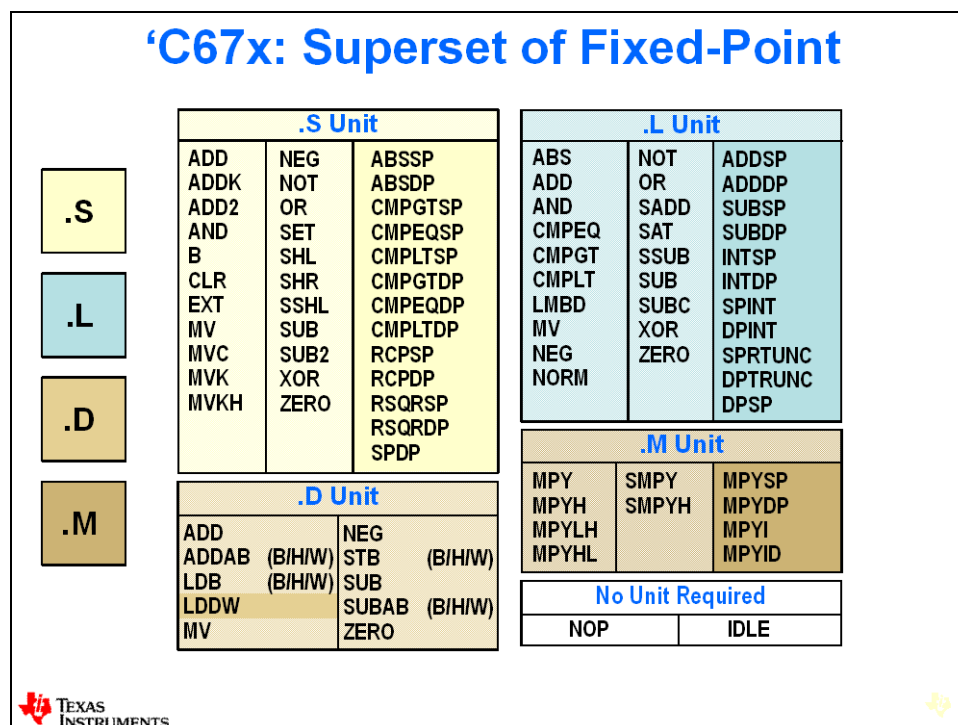 ‘C67x: Superset of Fixed-Point
.S
.L
.D
.M
.S Unit
ADD NEG ABSSP
ADDK NOT ABSDP
ADD2 OR CMPGTSP
AND SET CMPEQSP
B SHL CMPLTSP
CLR SHR CMPGTDP
EXT SSHL CMPEQDP
MV SUB CMPLTDP
MVC SUB2 RCPSP
MVK XOR RCPDP
MVKH ZERO RSQRSP
RSQRDP
SPDP
.L Unit
ABS NOT ADDSP
ADD OR ADDDP
AND SADD SUBSP
CMPEQ SAT SUBDP
CMPGT SSUB INTSP
CMPLT SUB INTDP
LMBD SUBC SPINT
MV XOR DPINT
NEG ZERO SPRTUNC
NORM DPTRUNC
DPSP
.D Unit
ADD NEG
ADDAB (B/H/W) STB (B/H/W)
LDB (B/H/W) SUB
LDDW SUBAB (B/H/W)
MV ZERO
.M Unit
MPY SMPY MPYSP
MPYH SMPYH MPYDP
MPYLH MPYI
MPYHL MPYID
No Unit Required
NOP IDLE
TEXAS
INSTRUMENTS